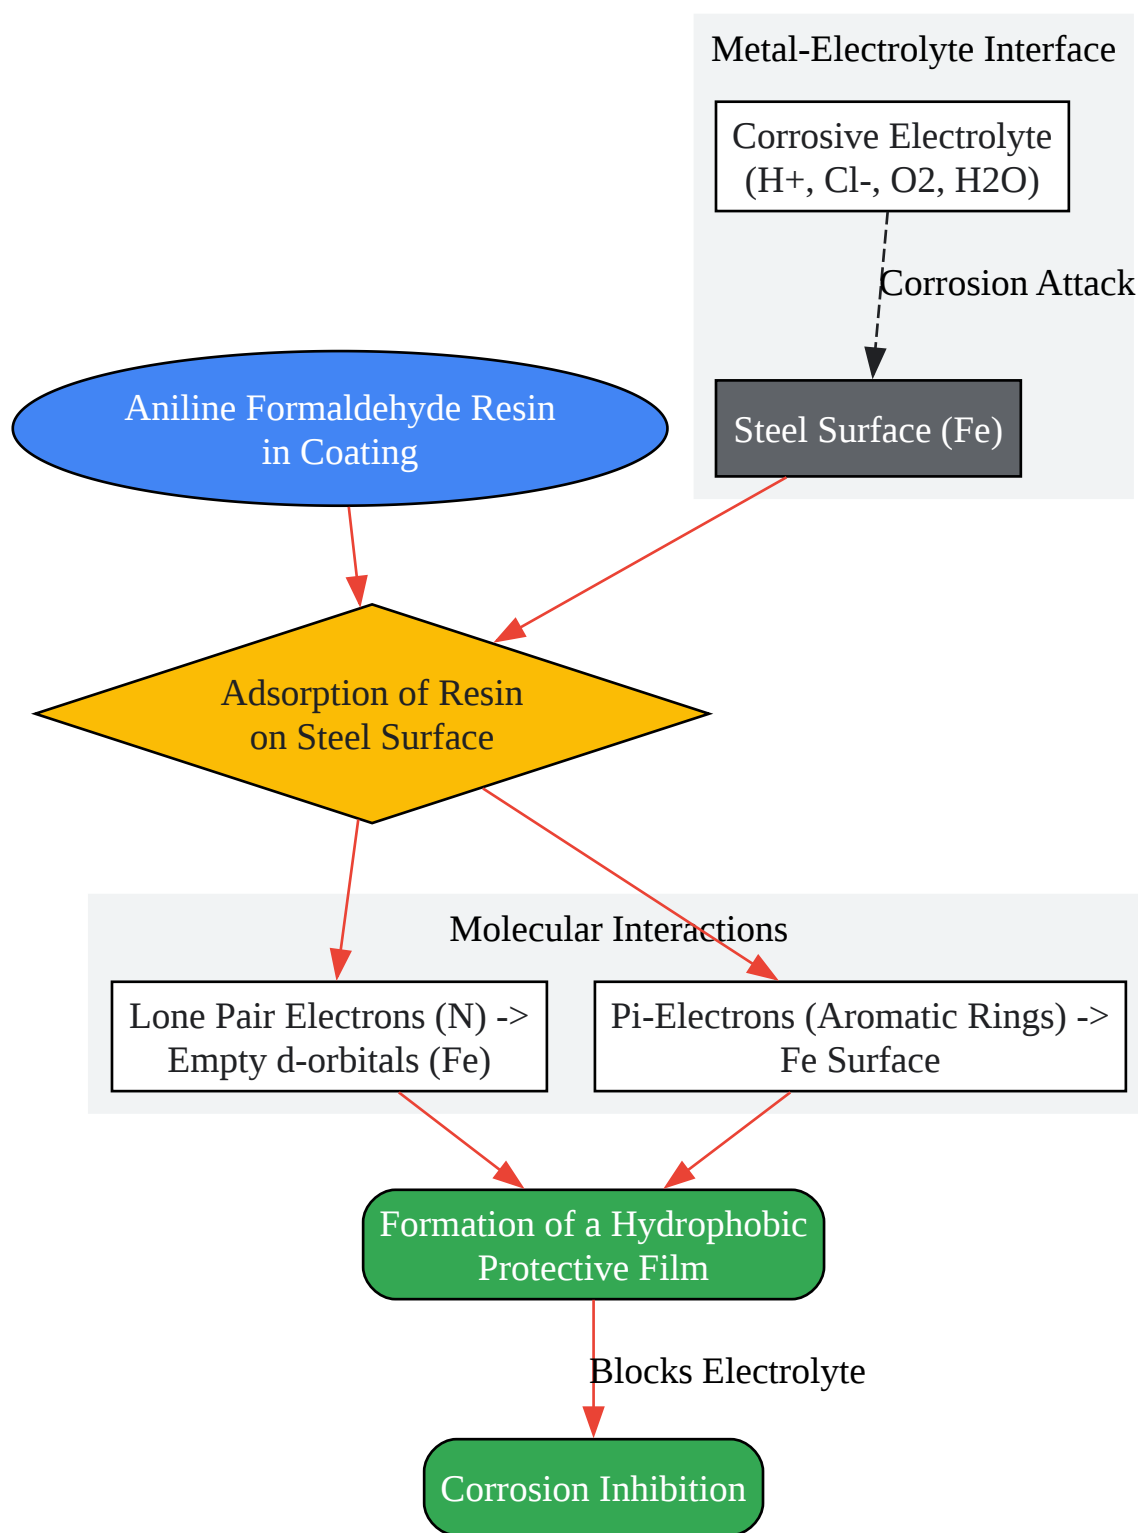 Metal-Electrolyte Interface
Corrosive Electrolyte
(H+, Cl-, O2, H2O)
Corrosion Attack
Aniline Formaldehyde Resin
in Coating
Steel Surface (Fe)
Adsorption of Resin
on Steel Surface
Molecular Interactions
Lone Pair Electrons (N) ->
Empty d-orbitals (Fe)
Pi-Electrons (Aromatic Rings) ->
Fe Surface
Formation of a Hydrophobic
Protective Film
Blocks Electrolyte
Corrosion Inhibition